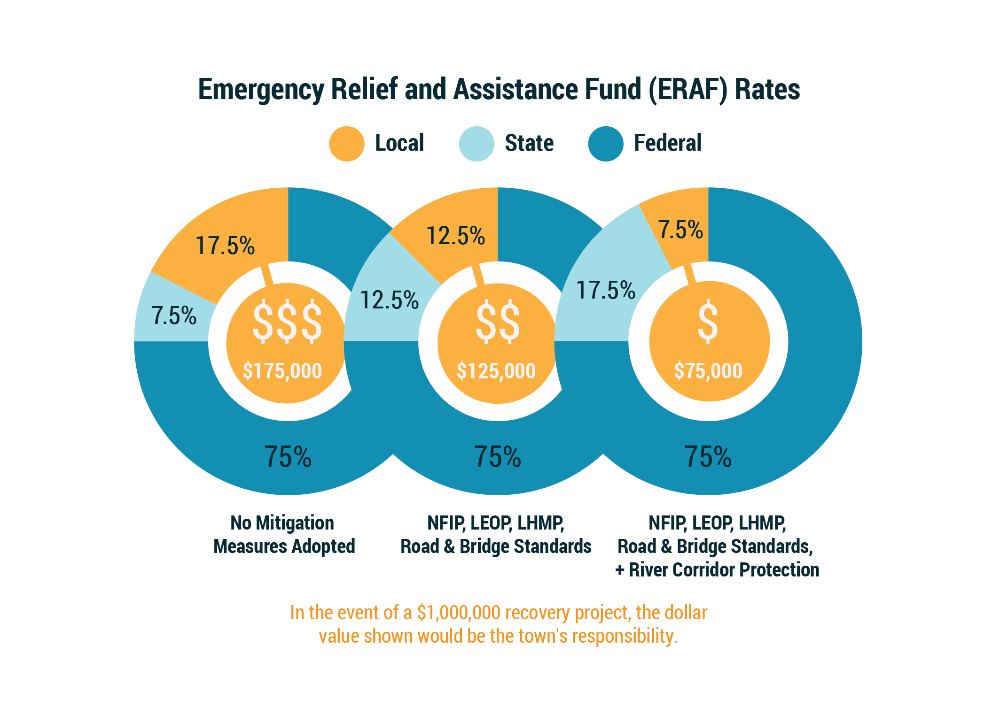 Emergency Relief and Assistance Fund (ERAF) Rates
Local
State
Federal
17.5%
7.5%
$$$
$175,000
75%
12.5%
12.5%
$$
$125,000
75%
7.5%
17.5%
$
$75,000
75%
No Mitigation
Measures Adopted
NFIP, LEOP, LHMP,
Road & Bridge Standards
NFIP, LEOP, LHMP,
Road & Bridge Standards,
+ River Corridor Protection
In the event of a $1,000,000 recovery project, the dollar
value shown would be the town's responsibility.